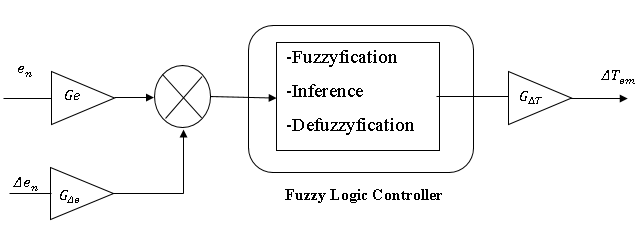 e_n
Ge
-Fuzzyfication
-Inference
-Defuzzyfication
G_ΔT
ΔT_em
Δe_n
G_Δe
Fuzzy Logic Controller